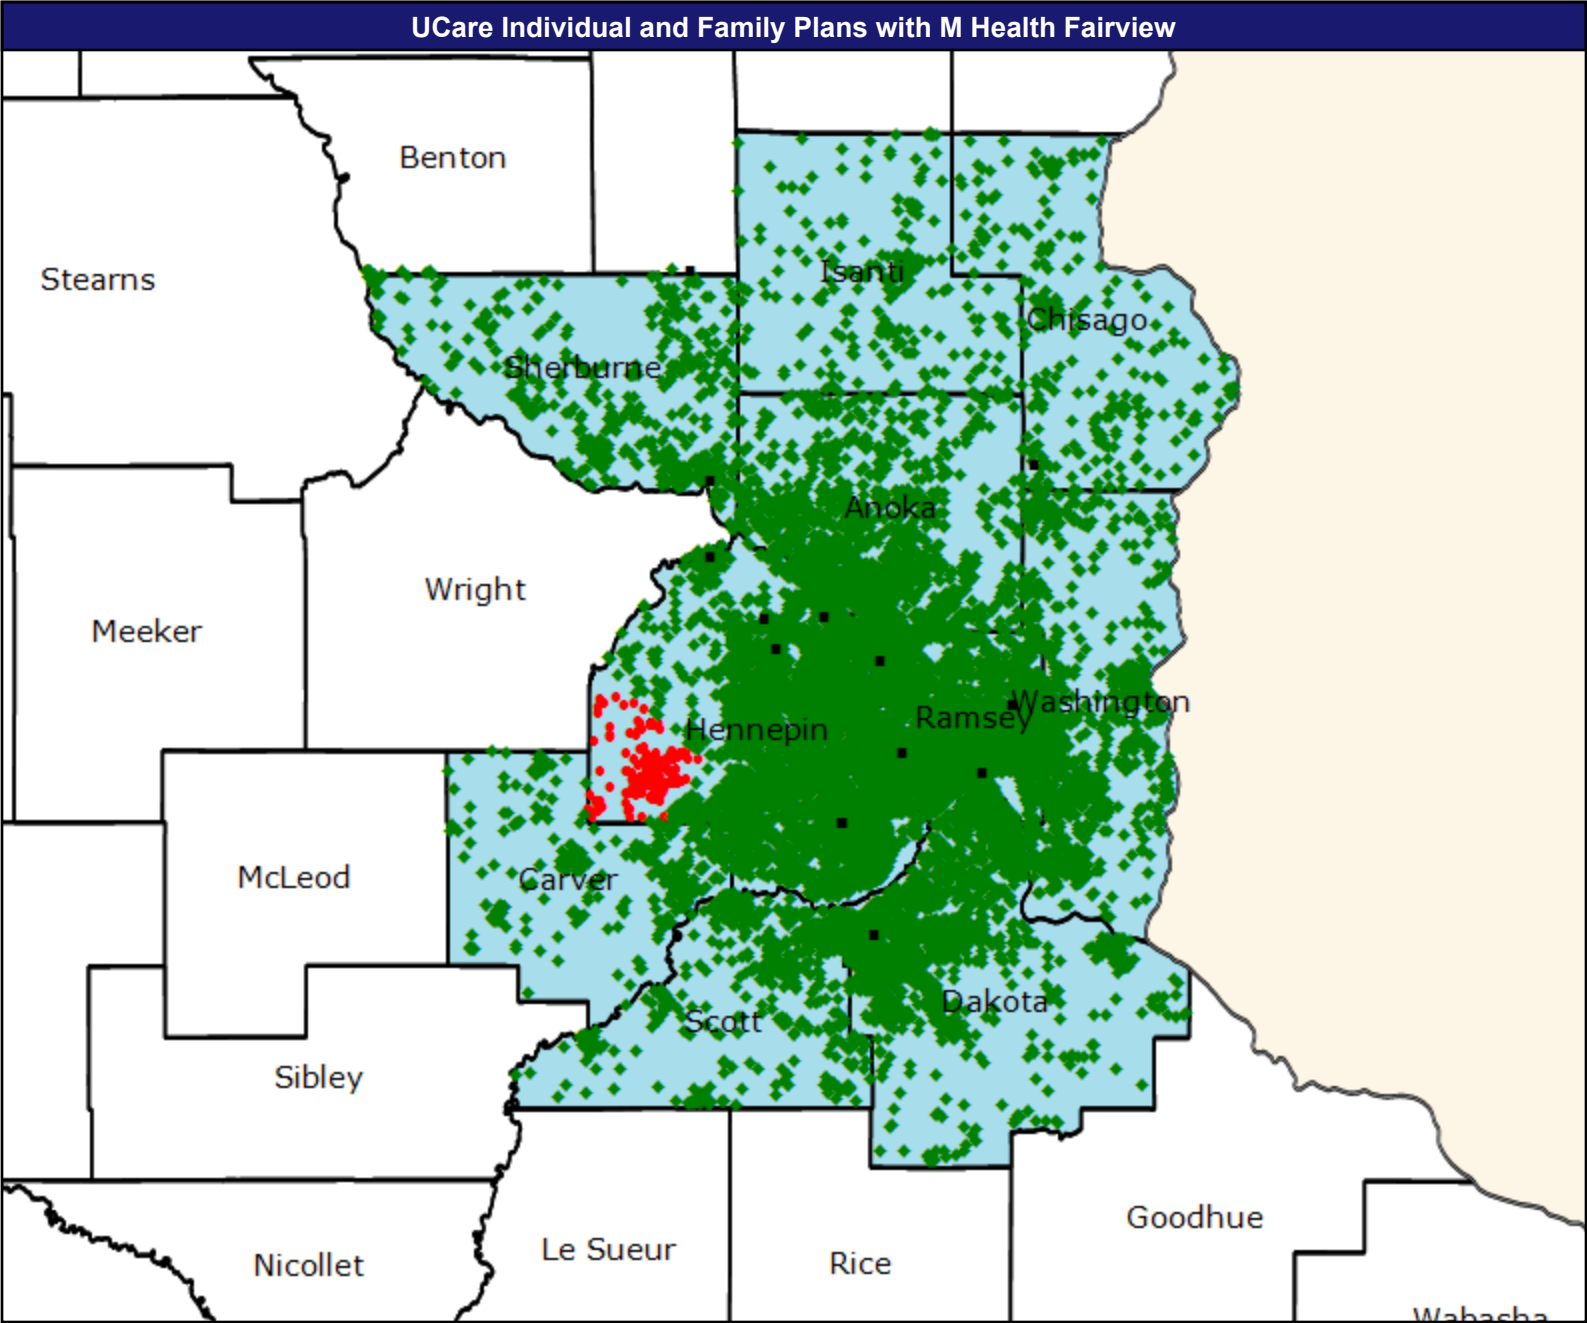 UCare Individual and Family Plans with M Health Fairview
Benton
Stearns
Isanti
Chisago
Sherburne
Anoka
Wright
Meeker
Washington
Ramsey
Hennepin
McLeod
Carver
Dakota
Scott
Sibley
Goodhue
Le Sueur
Rice
Nicollet
Wabasha